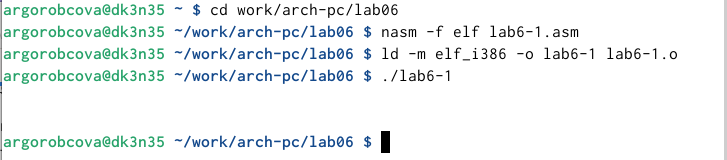 argorobcova@dk3n35 ~ $ cd work/arch-pc/lab06
argorobcova@dk3n35 ~/work/arch-pc/lab06 $ nasm -f elf lab6-1.asm
argorobcova@dk3n35 ~/work/arch-pc/lab06 $ ld -m elf_i386 -o lab6-1 lab6-1.o
argorobcova@dk3n35 ~/work/arch-pc/lab06 $ ./lab6-1
argorobcova@dk3n35 ~/work/arch-pc/lab06 $